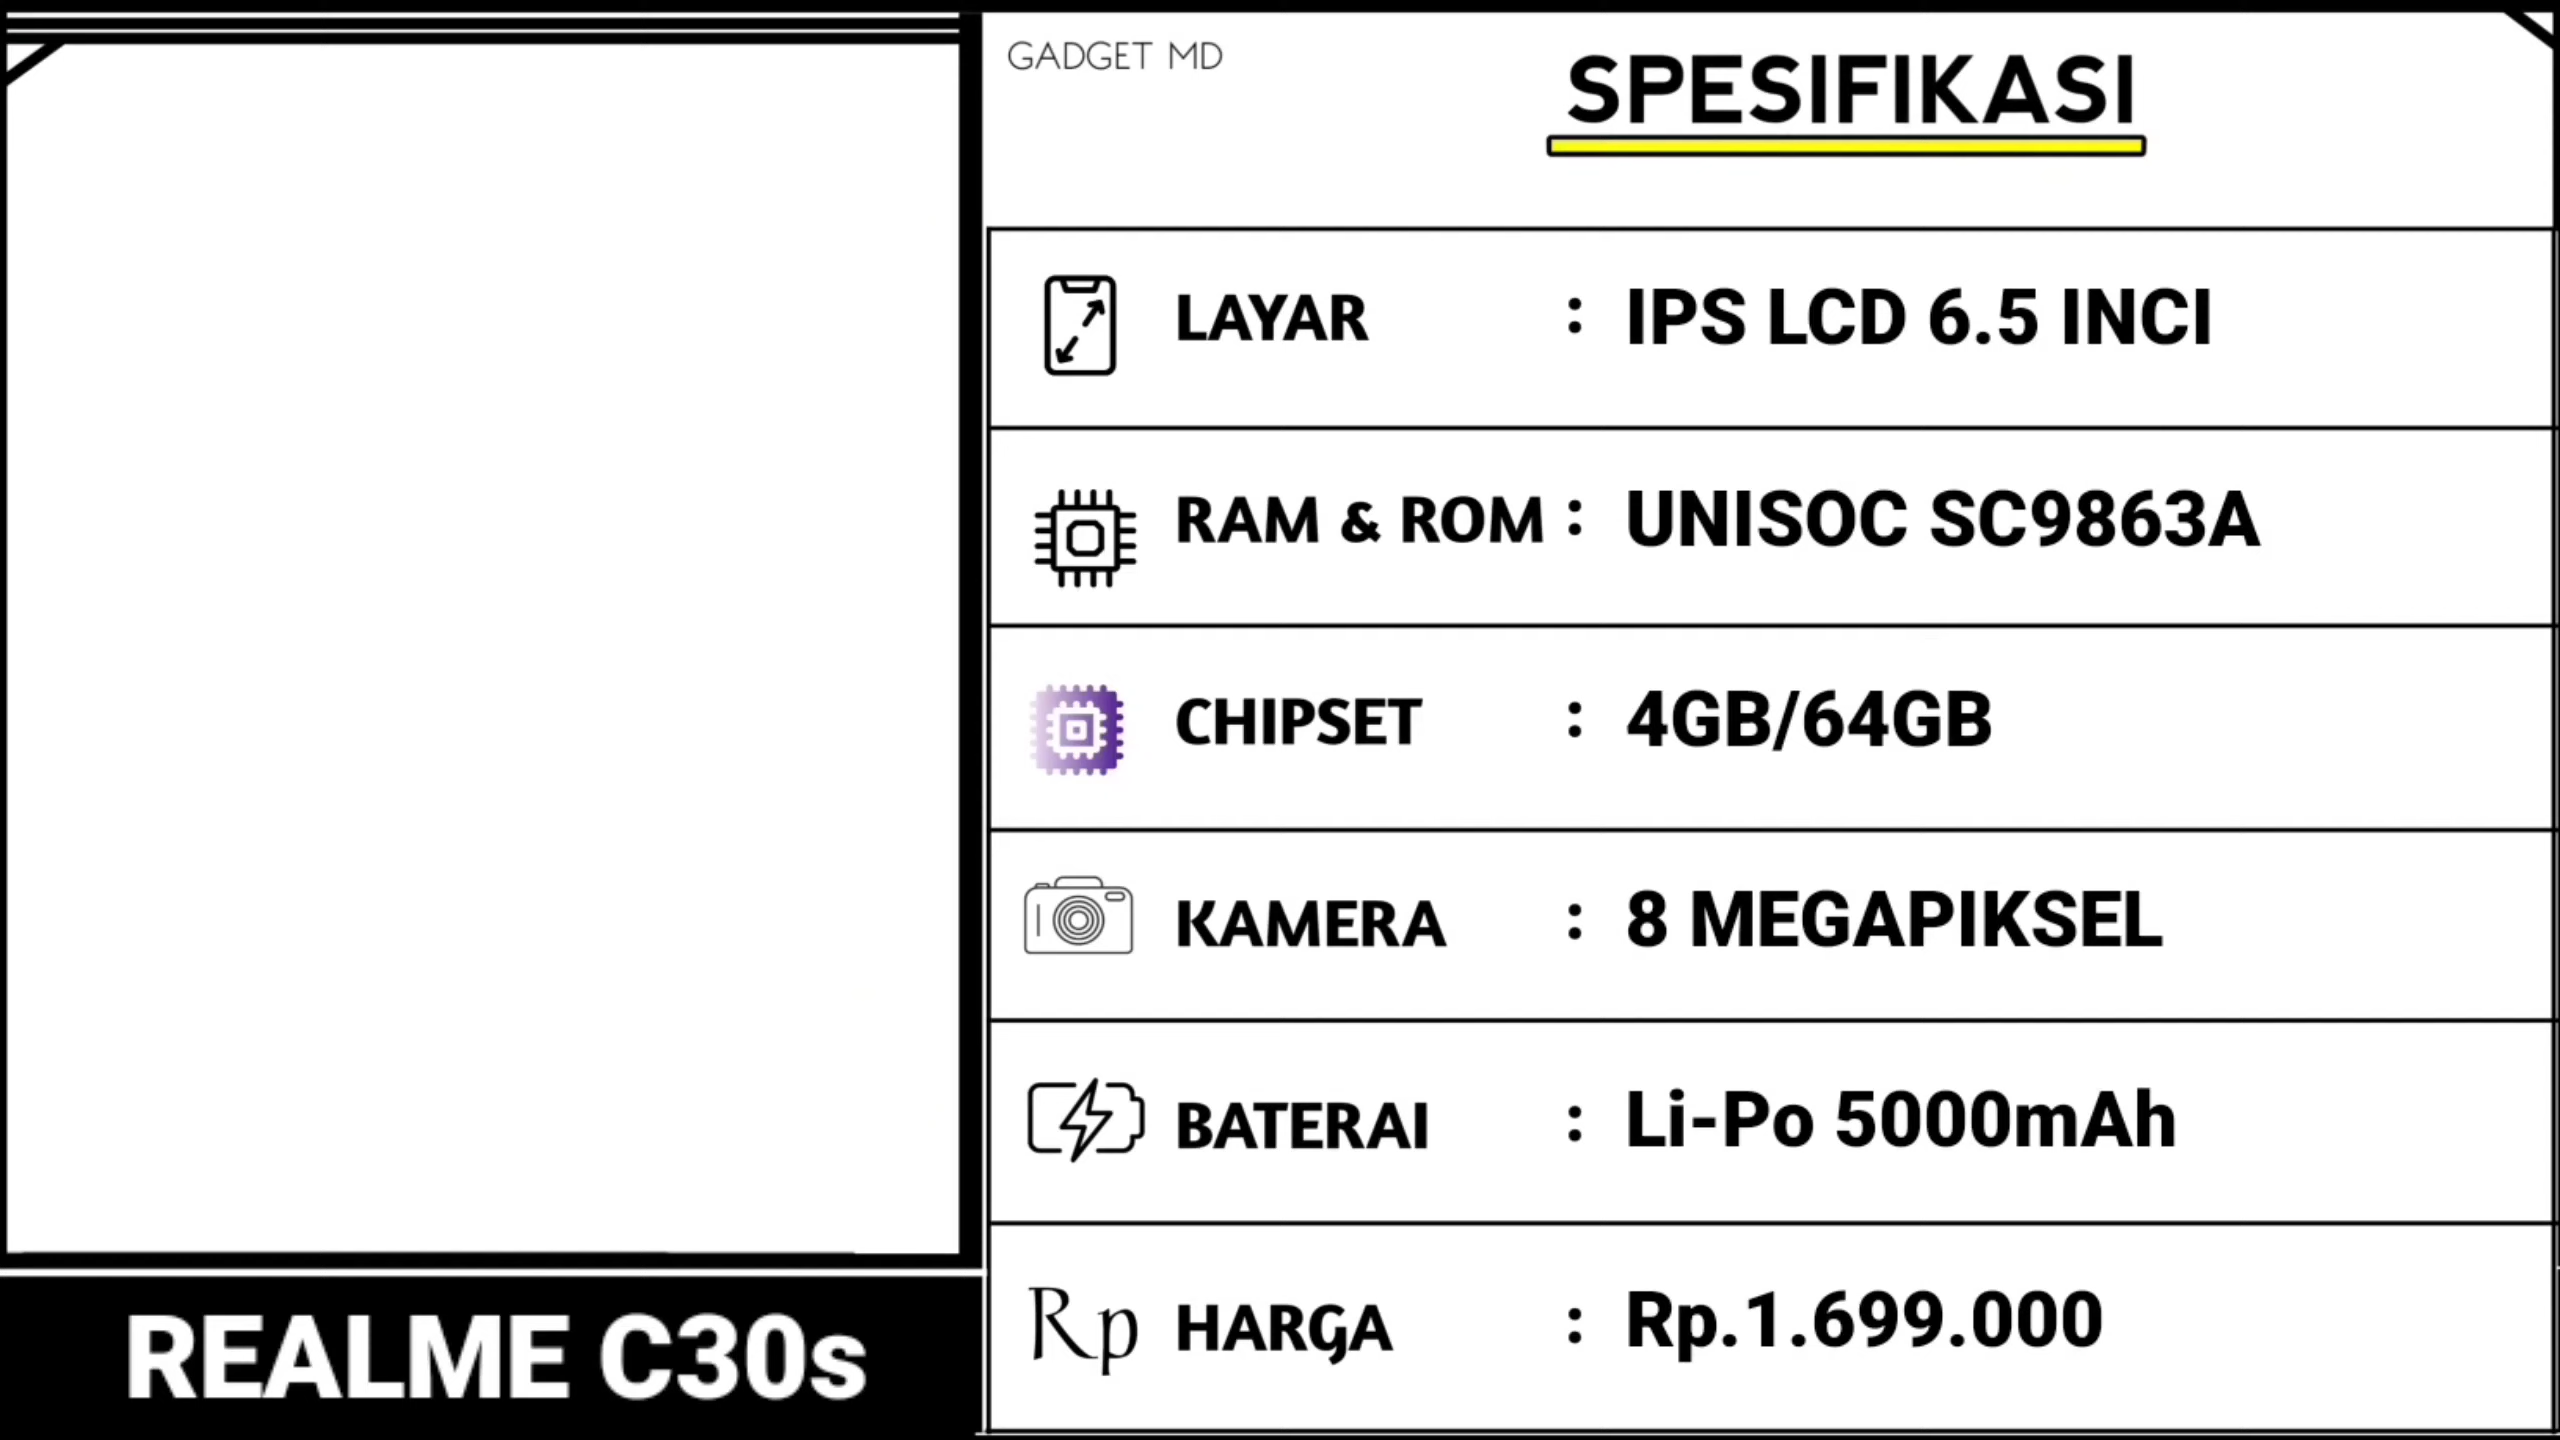 GADGET MD
SPESIFIKASI
LAYAR : IPS LCD 6.5 INCI
RAM & ROM : UNISOC SC9863A
CHIPSET : 4GB/64GB
KAMERA : 8 MEGAPIKSEL
BATERAI : Li-Po 5000mAh
Rp HARGA : Rp.1.699.000
REALME C30s